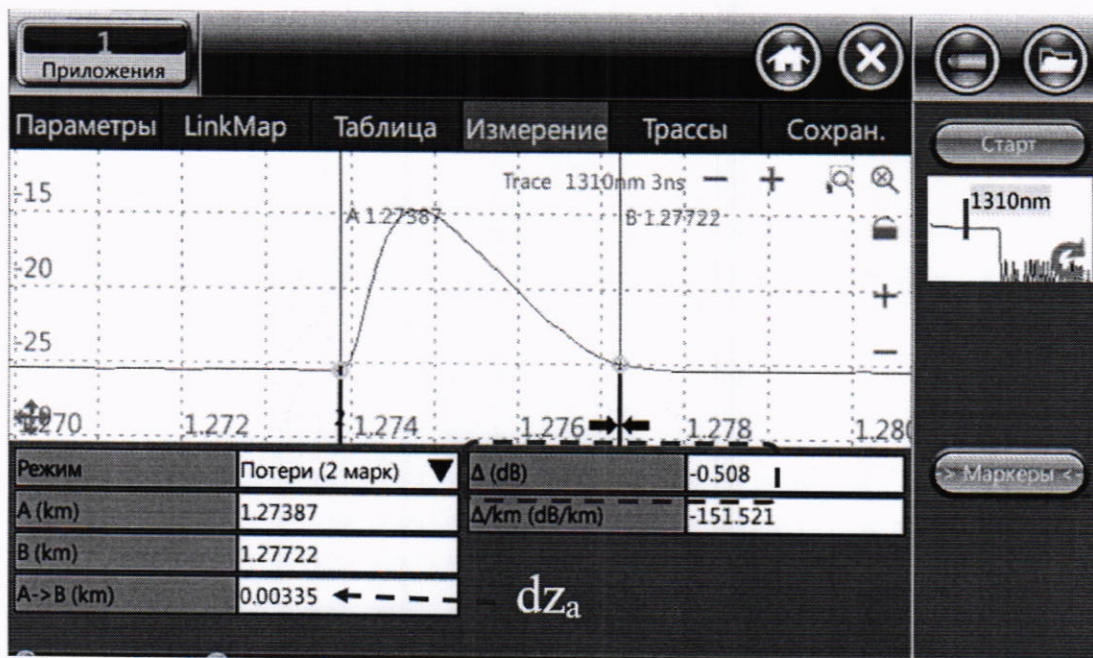 1
Приложения
Параметры LinkMap Таблица Измерение Трассы Сохран.
Старт
Trace 1310nm 3ns
1310nm
-15
A 1.27387
B 1.27722
-20
-25
1.272 1.274 1.276 1.278 1.280
Режим Потери (2 марк) Δ (dB) -0.508
> Маркеры <
A (km) 1.27387 Δ/km (dB/km) -151.521
B (km) 1.27722
A->B (km) 0.00335
dzₐ